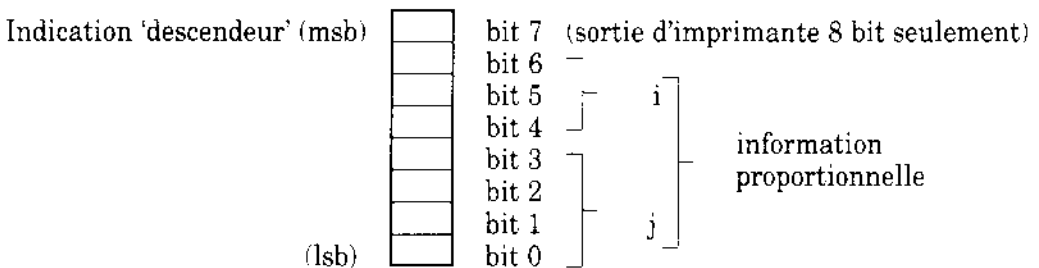 Indication 'descendeur' (msb) bit 7 (sortie d'imprimante 8 bit seulement)
bit 6
bit 5 i
bit 4
bit 3 information
bit 2 proportionnelle
bit 1 j
(lsb) bit 0